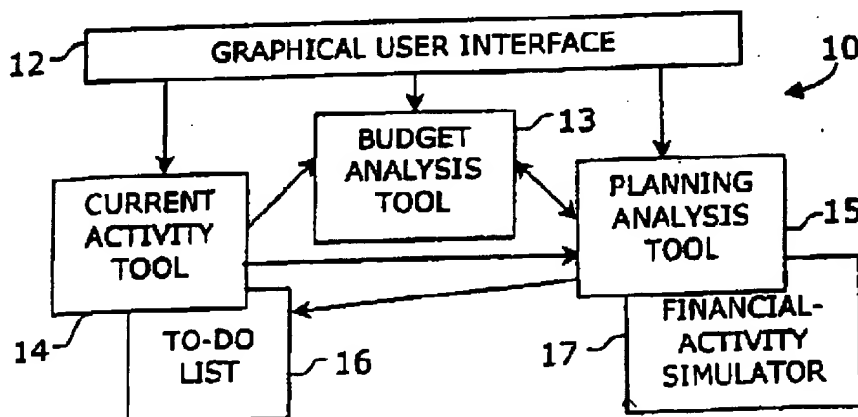 12
GRAPHICAL USER INTERFACE
10
13
BUDGET
ANALYSIS
TOOL
CURRENT
ACTIVITY
TOOL
PLANNING
ANALYSIS
TOOL
15
14
TO-DO
LIST
16
17
FINANCIAL-
ACTIVITY
SIMULATOR